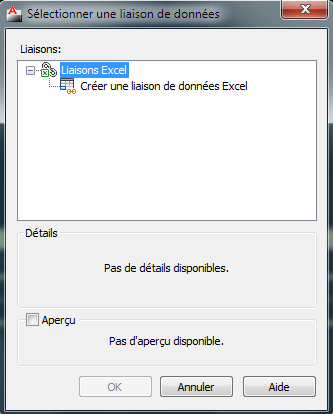 Sélectionner une liaison de données
Liaisons:
Liaisons Excel
Créer une liaison de données Excel
Détails
Pas de détails disponibles.
Aperçu
Pas d'aperçu disponible.
OK Annuler Aide